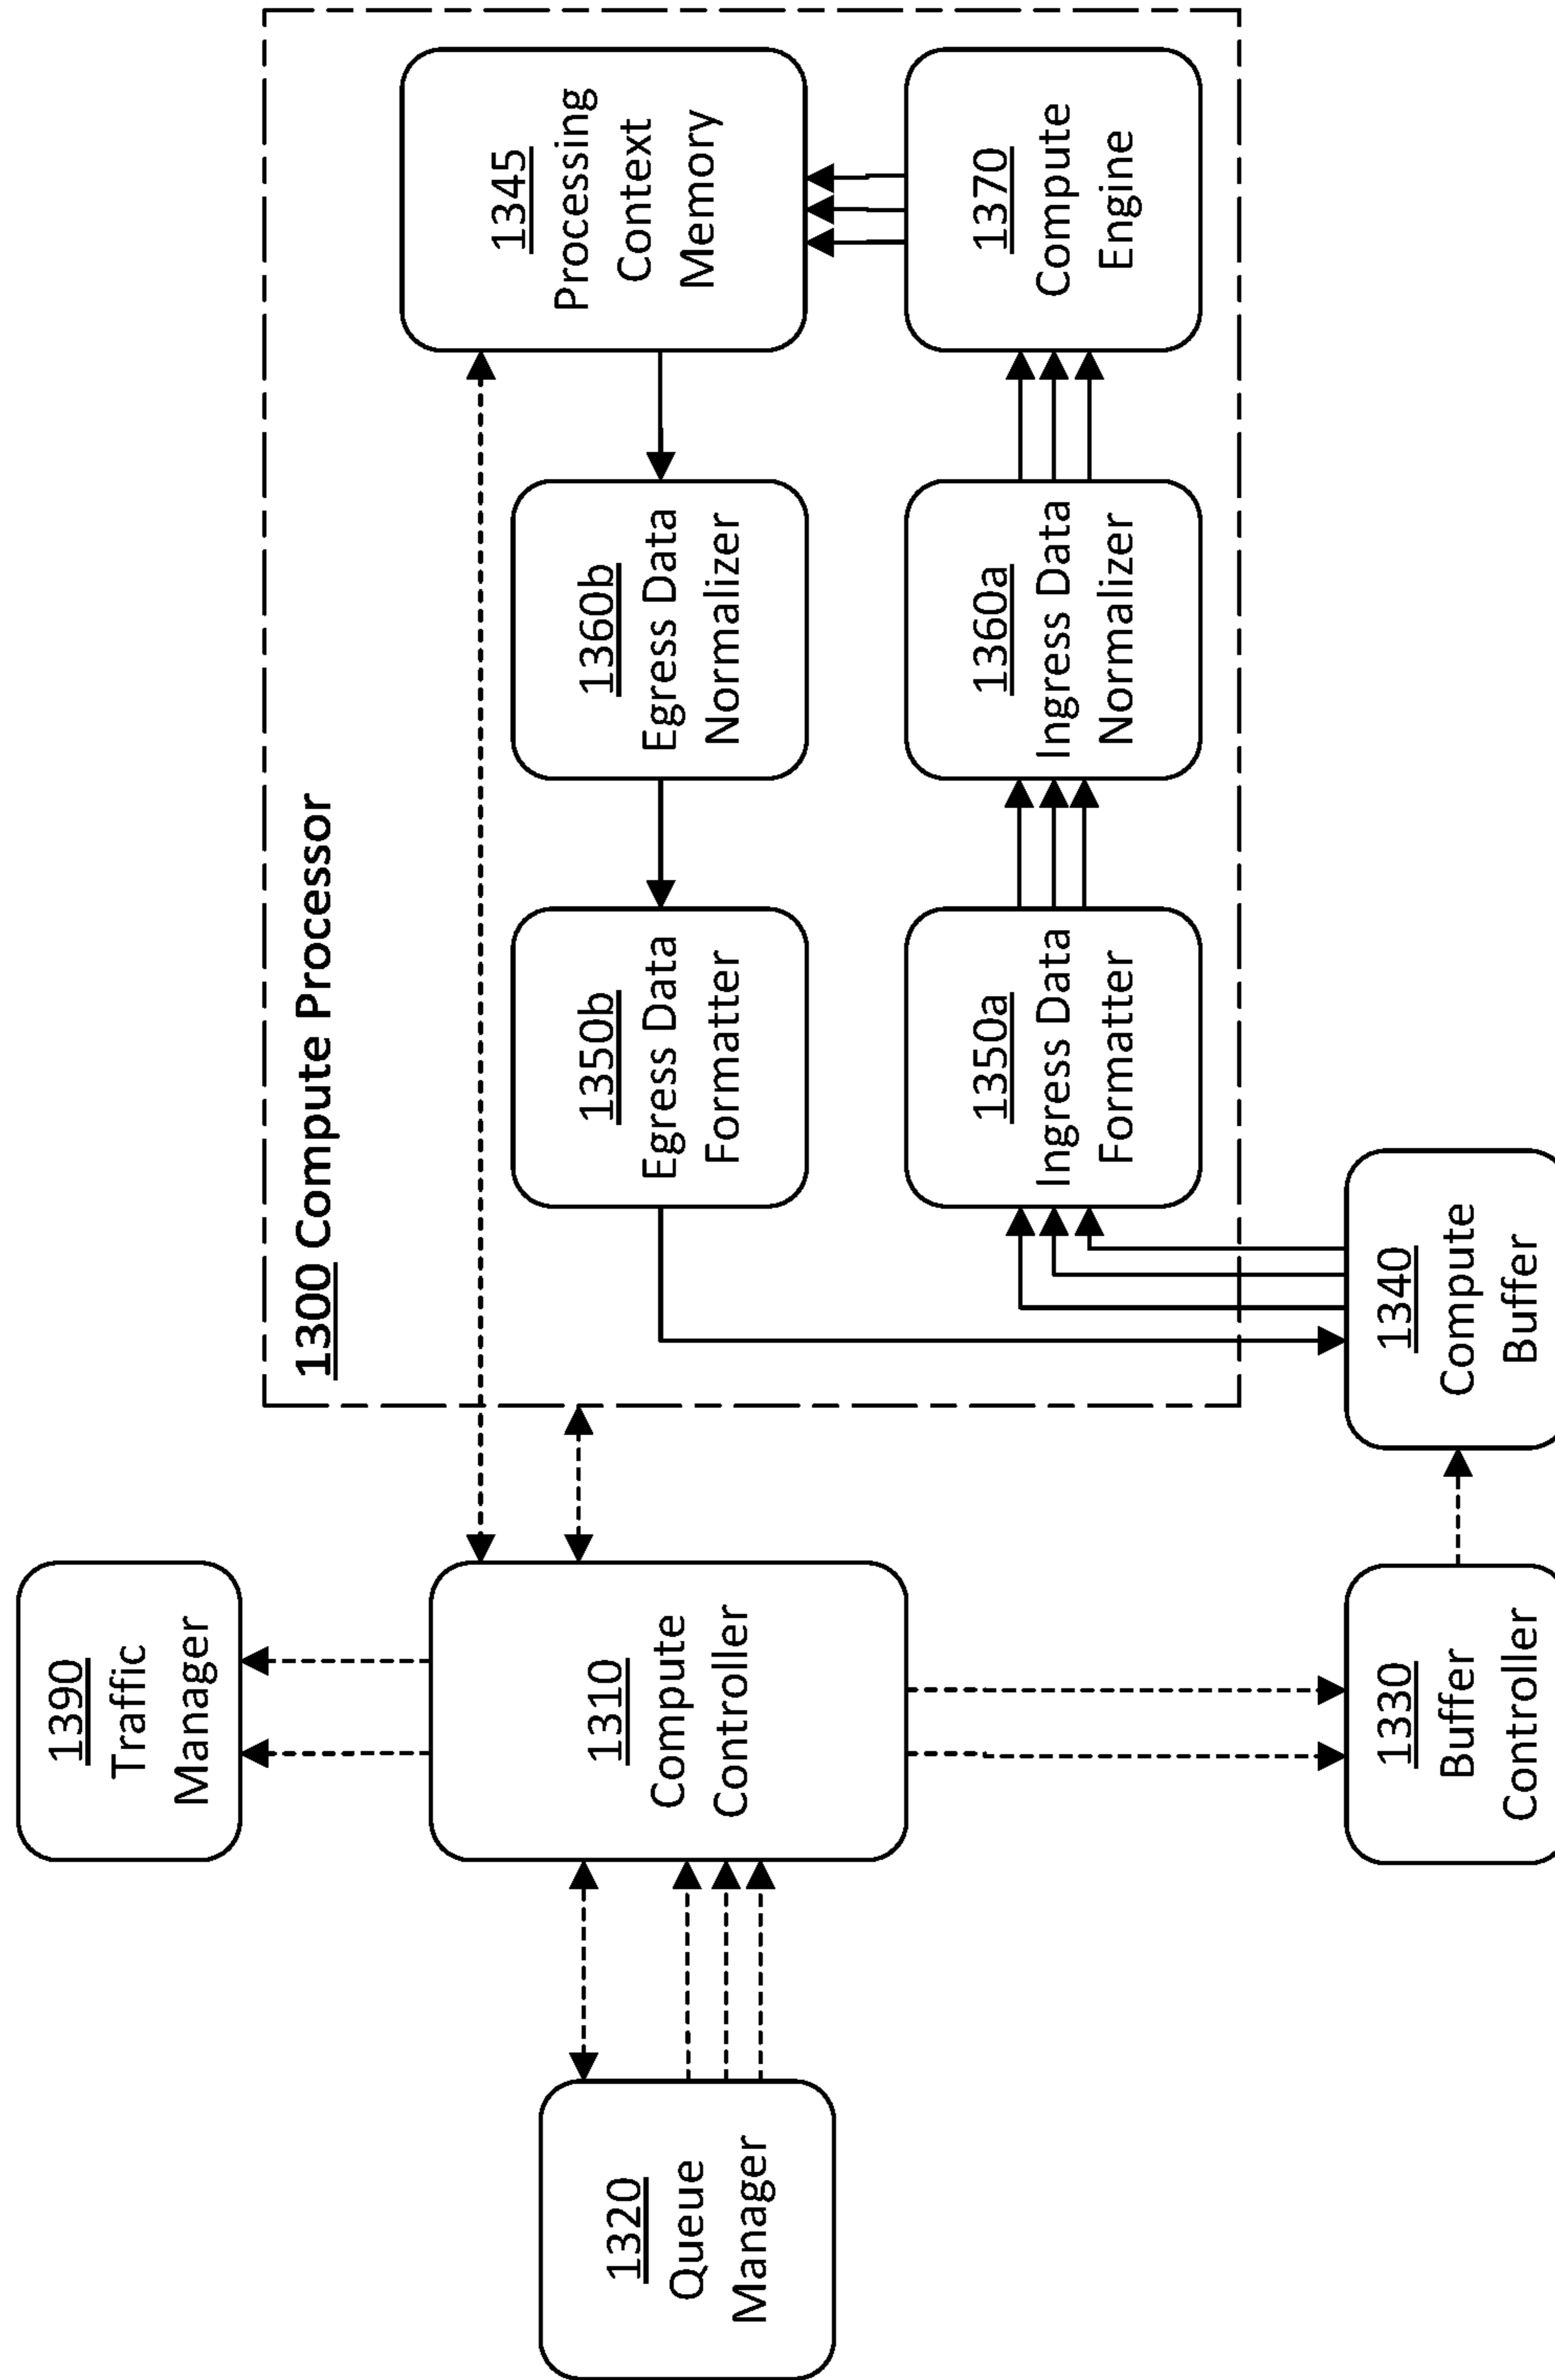 1300 Compute Processor
1390
Traffic
Manager
1320
Queue
Manager
1310
Compute
Controller
1330
Buffer
Controller
1340
Compute
Buffer
1350b
Egress Data
Formatter
1360b
Egress Data
Normalizer
1345
Processing
Context
Memory
1350a
Ingress Data
Formatter
1360a
Ingress Data
Normalizer
1370
Compute
Engine